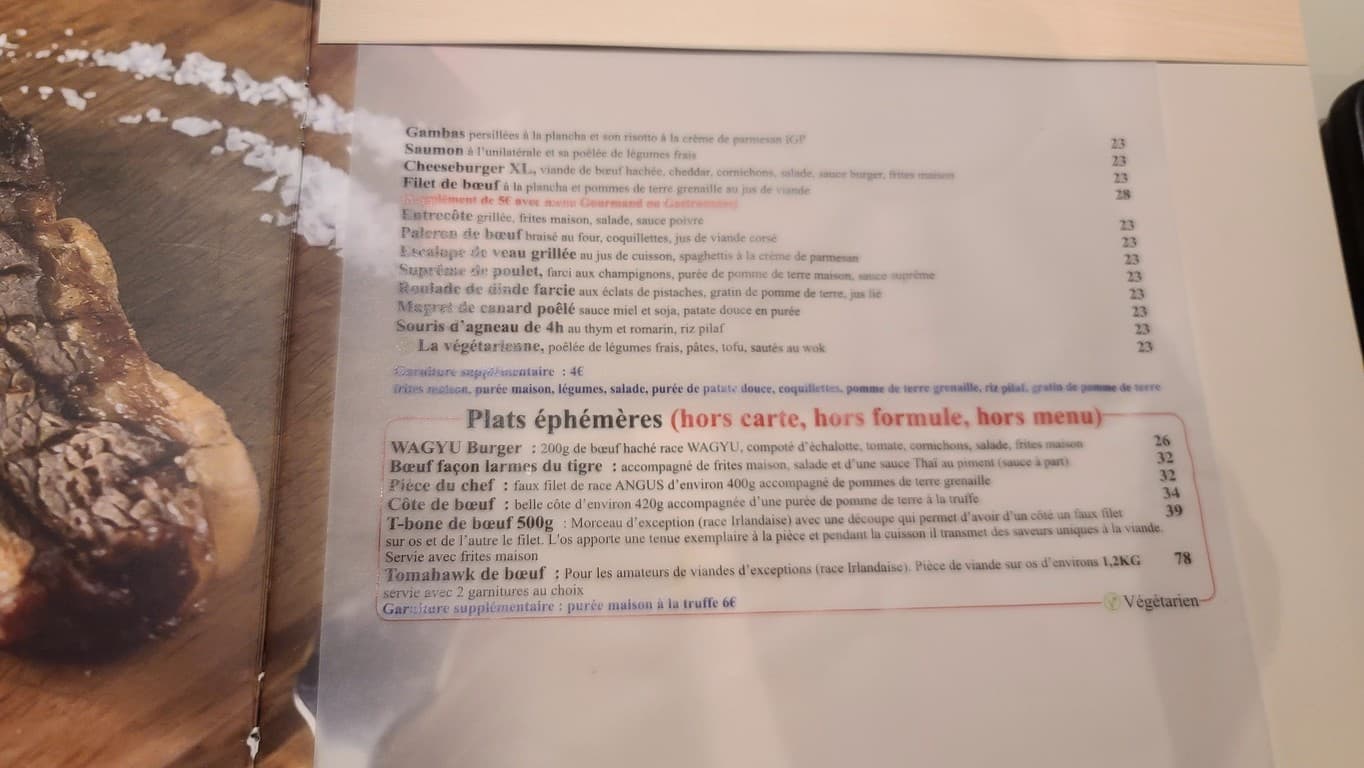 Gambas persillées à la plancha et son risotto à la crème de parmesan IGP 23
Saumon à l'unilatérale et sa poêlée de légumes frais 23
Cheeseburger XL, viande de bœuf hachée, cheddar, cornichons, salade, sauce burger, frites maison 23
Filet de bœuf à la plancha et pommes de terre grenaille au jus de viande 28
Supplément de 5€ avec menu Gourmand ou Gastronomed
Entrecôte grillée, frites maison, salade, sauce poivre 23
Paleron de bœuf braisé au four, coquillettes, jus de viande corsé 23
Escalope de veau grillée au jus de cuisson, spaghettis à la crème de parmesan 23
Suprême de poulet, farci aux champignons, purée de pomme de terre maison, sauce suprême 23
Roulade de dinde farcie aux éclats de pistaches, gratin de pomme de terre, jus lié 23
Magret de canard poêlé sauce miel et soja, patate douce en purée 23
Souris d'agneau de 4h au thym et romarin, riz pilaf 23
La végétarienne, poêlée de légumes frais, pâtes, tofu, sautés au wok 23
Garniture supplémentaire : 4€
frites maison, purée maison, légumes, salade, purée de patate douce, coquillettes, pomme de terre grenaille, riz pilaf, gratin de pomme de terre
Plats éphémères (hors carte, hors formule, hors menu)
WAGYU Burger : 200g de bœuf haché race WAGYU, compoté d'échalotte, tomate, cornichons, salade, frites maison 26
Bœuf façon larmes du tigre : accompagné de frites maison, salade et d'une sauce Thaï au piment (sauce à part) 32
Pièce du chef : faux filet de race ANGUS d'environ 400g accompagné de pommes de terre grenaille 32
Côte de bœuf : belle côte d'environ 420g accompagnée d'une purée de pomme de terre à la truffe 34
T-bone de bœuf 500g : Morceau d'exception (race Irlandaise) avec une découpe qui permet d'avoir d'un côté un faux filet 39
sur os et de l'autre le filet. L'os apporte une tenue exemplaire à la pièce et pendant la cuisson il transmet des saveurs uniques à la viande.
Servie avec frites maison
Tomahawk de bœuf : Pour les amateurs de viandes d'exceptions (race Irlandaise). Pièce de viande sur os d'environs 1,2KG 78
servie avec 2 garnitures au choix
Garniture supplémentaire : purée maison à la truffe 6€
Végétarien